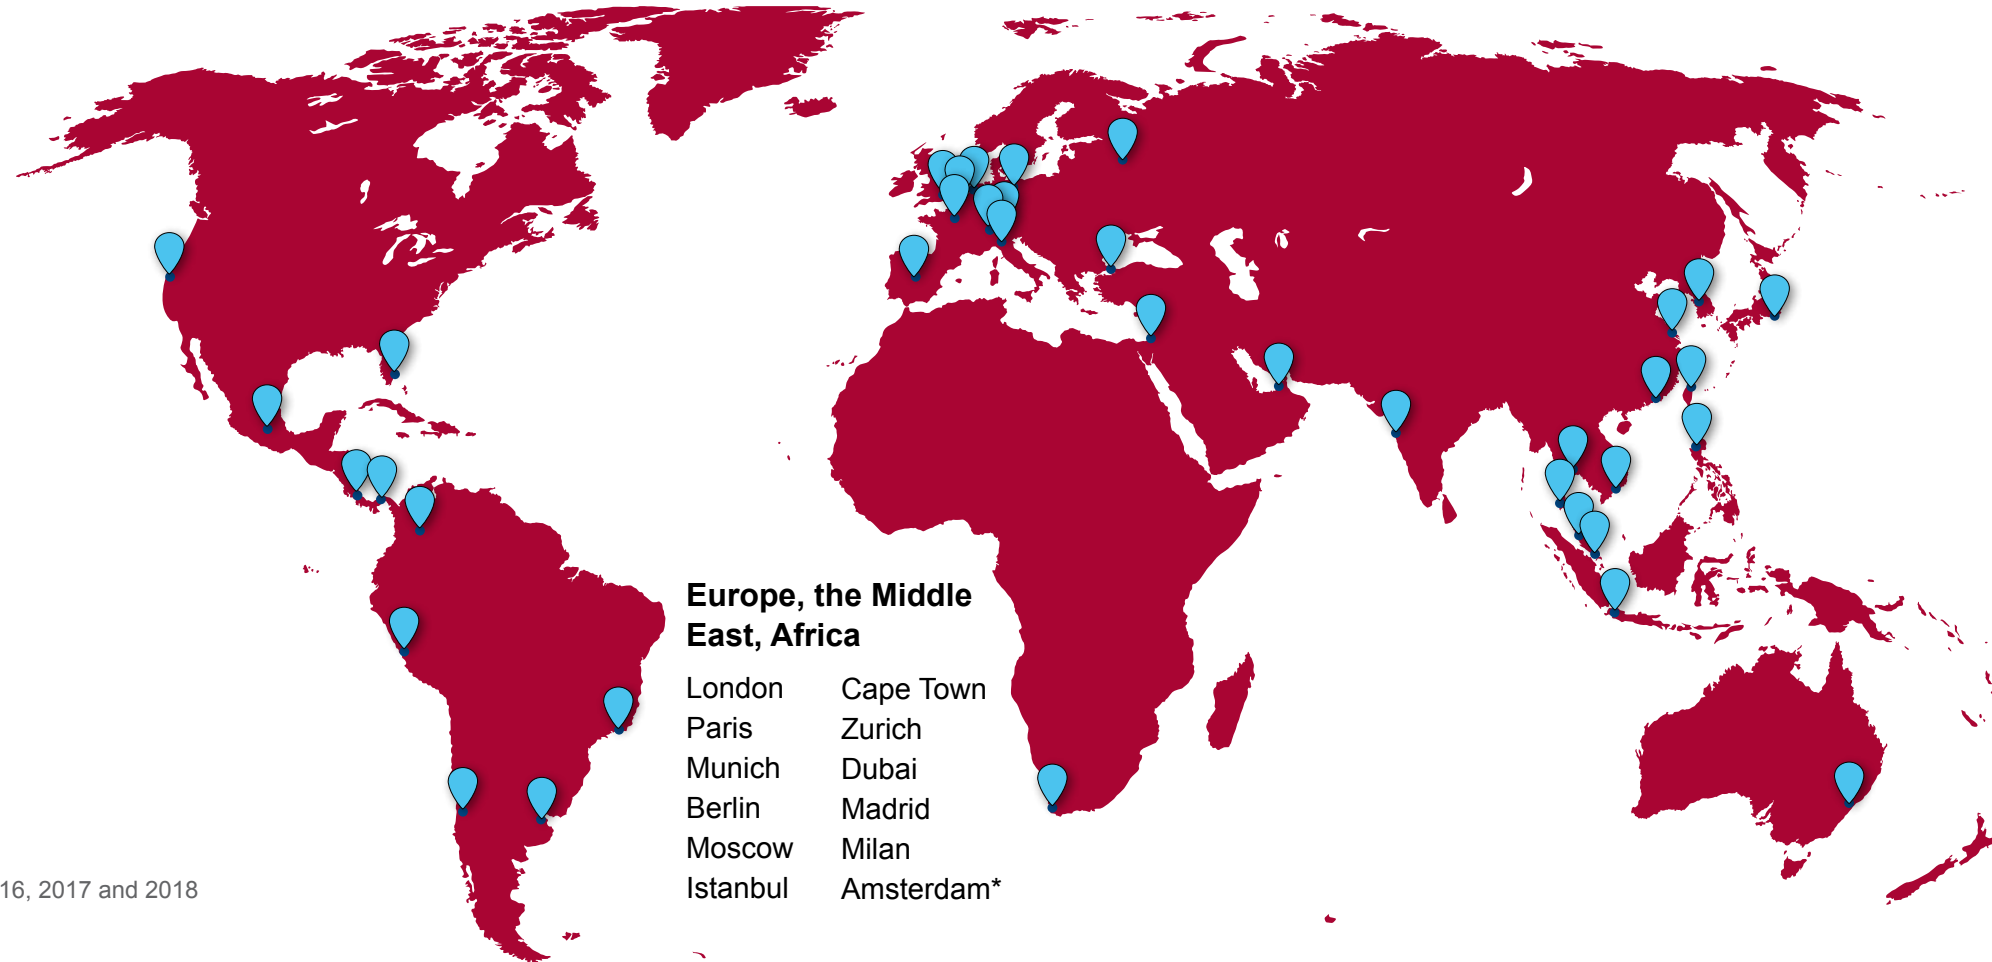 Europe, the Middle
East, Africa
London
Paris
Munich
Berlin
Moscow
Istanbul
Cape Town
Zurich
Dubai
Madrid
Milan
Amsterdam*
16, 2017 and 2018